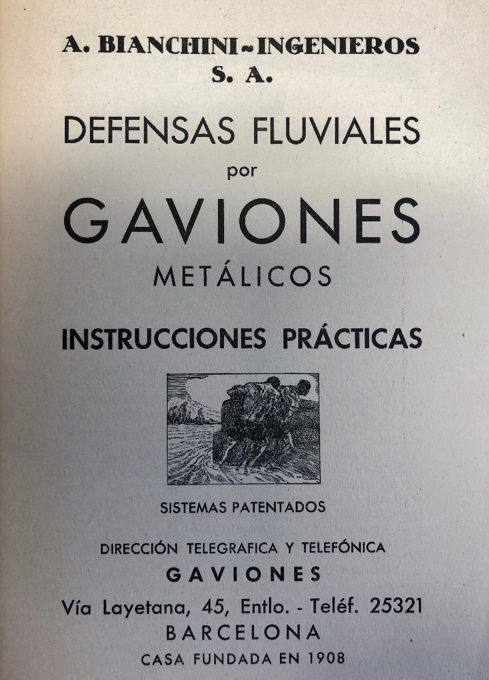 A. BIANCHINI~INGENIEROS
S. A.
DEFENSAS FLUVIALES
por
GAVIONES
METÁLICOS
INSTRUCCIONES PRÁCTICAS
SISTEMAS PATENTADOS
DIRECCIÓN TELEGRAFICA Y TELEFÓNICA
GAVIONES
Vía Layetana, 45, Entlo. - Teléf. 25321
BARCELONA
CASA FUNDADA EN 1908